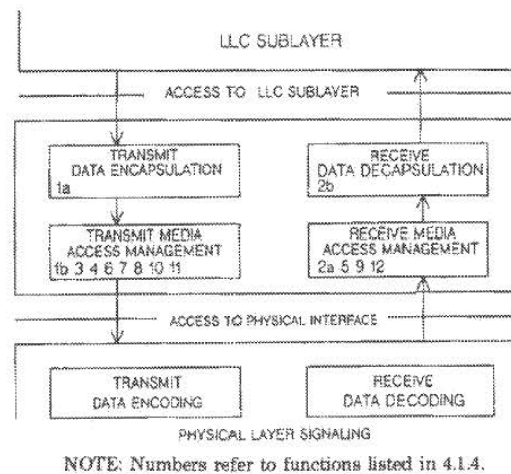 LLC SUBLAYER
ACCESS TO LLC SUBLAYER
TRANSMIT
DATA ENCAPSULATION
1a
RECEIVE
DATA DECAPSULATION
2b
TRANSMIT MEDIA
ACCESS MANAGEMENT
1b 3 4 6 7 8 10 11
RECEIVE MEDIA
ACCESS MANAGEMENT
2a 5 9 12
ACCESS TO PHYSICAL INTERFACE
TRANSMIT
DATA ENCODING
RECEIVE
DATA DECODING
PHYSICAL LAYER SIGNALING
NOTE: Numbers refer to functions listed in 4.1.4.